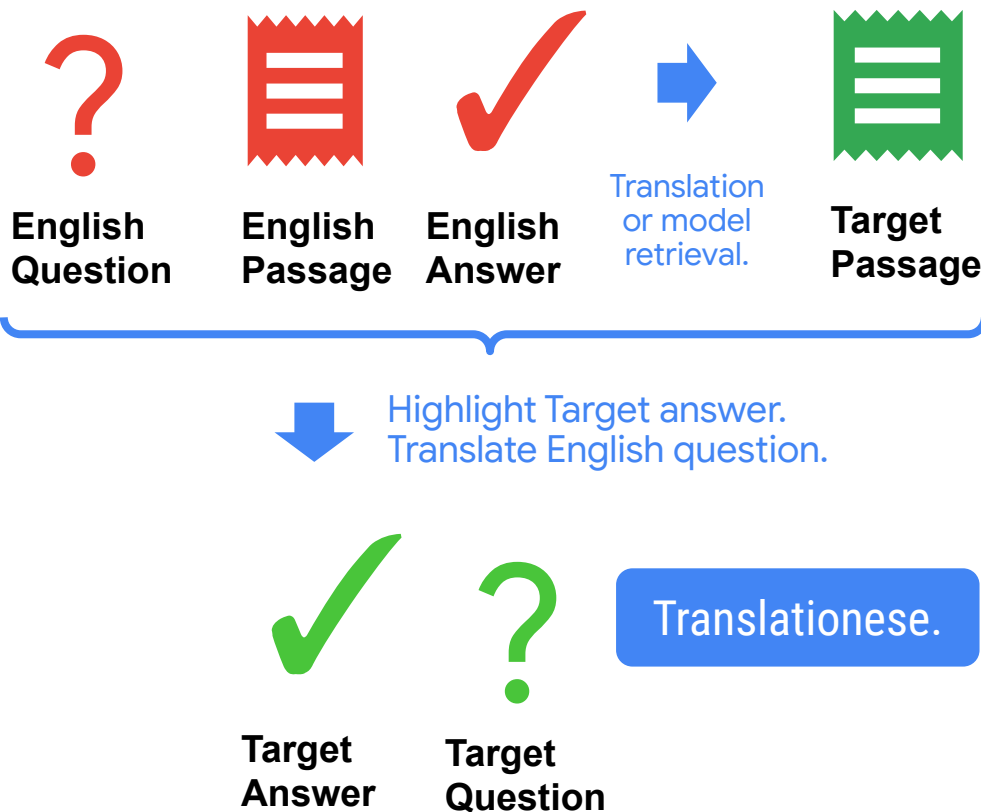 English
Question
English
Passage
English
Answer
Translation
or model
retrieval.
Target
Passage
Highlight Target answer.
Translate English question.
Translationese.
Target
Answer
Target
Question